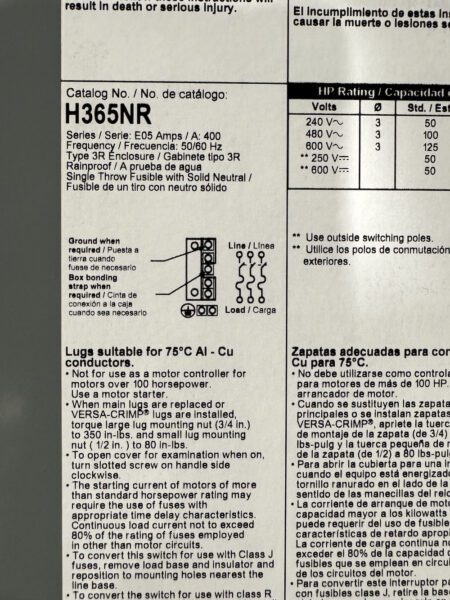 result in death or serious injury.
El incumplimiento de estas
causar la muerte o lesiones
Catalog No. / No. de catálogo:
H365NR
Series / Serie: E05 Amps / A: 400
Frequency / Frecuencia: 50/60 Hz
Type 3R Enclosure / Gabinete tipo 3R
Rainproof / A prueba de agua
Single Throw Fusible with Solid Neutral /
Fusible de un tiro con neutro sólido
HP Rating / Capacidad
Volts Ø Std. / Est
240 V~ 3 50
480 V~ 3 100
600 V~ 3 125
** 250 V⎓ 50
** 600 V⎓ 50
** Use outside switching poles.
** Utilice los polos de conmutación
exteriores.
Ground when
required / Puesta a
tierra cuando
fuese de necesario
Box bonding
strap when
required / Cinta de
conexión a la caja
cuando sea necesario
Line / Línea
Load / Carga
Lugs suitable for 75°C Al - Cu
conductors.
• Not for use as a motor controller for
motors over 100 horsepower.
Use a motor starter.
• When main lugs are replaced or
VERSA-CRIMP® lugs are installed,
torque large lug mounting nut (3/4 in.)
to 350 in-lbs. and small lug mounting
nut ( 1/2 in. ) to 80 in-lbs.
• To open cover for examination when on,
turn slotted screw on handle side
clockwise.
• The starting current of motors of more
than standard horsepower rating may
require the use of fuses with
appropriate time delay characteristics.
Continuous load current not to exceed
80% of the rating of fuses employed
in other than motor circuits.
• To convert this switch for use with Class J
fuses, remove load base and insulator and
reposition to mounting holes nearest the
line base.
• To convert the switch for use with class R
Zapatas adecuadas para
Cu para 75°C.
• No debe utilizarse como
para motores de más de 100 HP.
arrancador de motor.
• Cuando se sustituyen las zapatas
principales o se instalan zapatas
VERSA-CRIMP®, apriete la
de montaje de la zapata (de 3/4)
lbs-pulg y la tuerca pequeña de
de la zapata (de 1/2) a 80 lbs-pulg
• Para abrir la cubierta para una
cuando el equipo está
tornillo ranurado en el lado de la
sentido de las manecillas del
• La corriente de arranque de
capacidad mayor a los kilowatts
puede requerir del uso de
características de retardo
La corriente de carga continua
exceder el 80% de la capacidad
fusibles que se emplean en
de los circuitos del motor.
• Para convertir este interruptor
con fusibles clase J, retire la